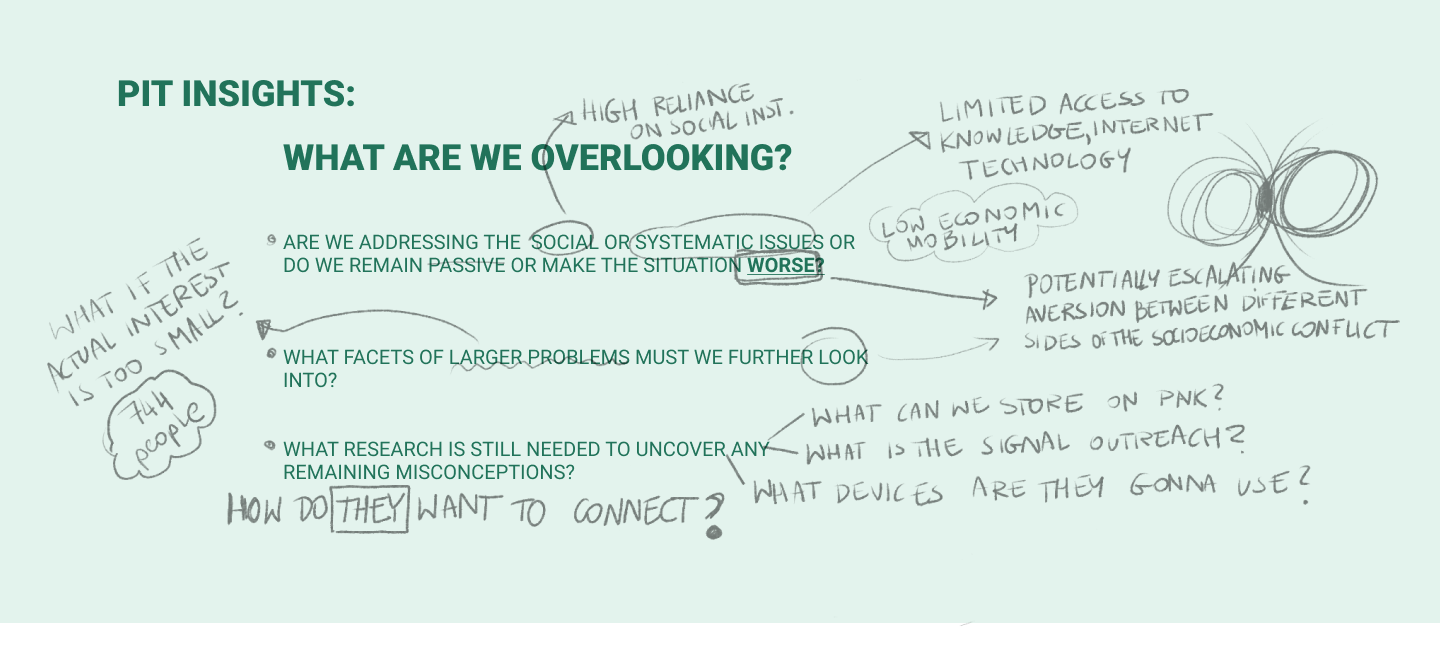 PIT INSIGHTS:
HIGH RELIANCE
ON SOCIAL INST.
LIMITED ACCESS TO
KNOWLEDGE, INTERNET
TECHNOLOGY
WHAT ARE WE OVERLOOKING?
LOW ECONOMIC
MOBILITY
ARE WE ADDRESSING THE SOCIAL OR SYSTEMATIC ISSUES OR
DO WE REMAIN PASSIVE OR MAKE THE SITUATION WORSE?
POTENTIALLY ESCALATING
AVERSION BETWEEN DIFFERENT
SIDES OF THE SOCIOECONOMIC CONFLICT
WHAT IF THE
ACTUAL INTEREST
IS TOO SMALL?
744
people
WHAT FACETS OF LARGER PROBLEMS MUST WE FURTHER LOOK
INTO?
WHAT RESEARCH IS STILL NEEDED TO UNCOVER ANY
REMAINING MISCONCEPTIONS?
WHAT CAN WE STORE ON PNK?
WHAT IS THE SIGNAL OUTREACH?
WHAT DEVICES ARE THEY GONNA USE?
HOW DO THEY WANT TO CONNECT?